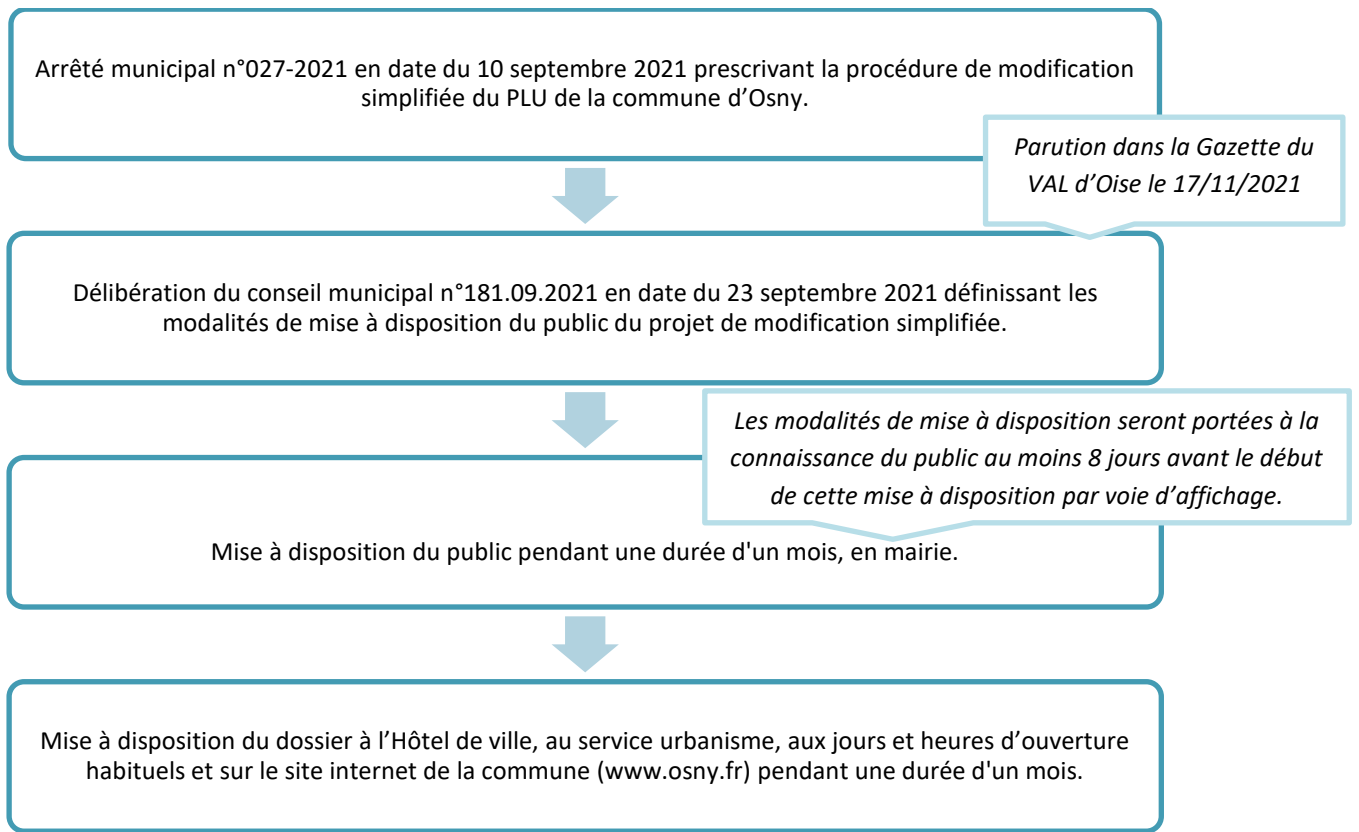 Arrêté municipal n°027-2021 en date du 10 septembre 2021 prescrivant la procédure de modification
simplifiée du PLU de la commune d’Osny.
Parution dans la Gazette du
VAL d’Oise le 17/11/2021
Délibération du conseil municipal n°181.09.2021 en date du 23 septembre 2021 définissant les
modalités de mise à disposition du public du projet de modification simplifiée.
Les modalités de mise à disposition seront portées à la
connaissance du public au moins 8 jours avant le début
de cette mise à disposition par voie d’affichage.
Mise à disposition du public pendant une durée d'un mois, en mairie.
Mise à disposition du dossier à l’Hôtel de ville, au service urbanisme, aux jours et heures d’ouverture
habituels et sur le site internet de la commune (www.osny.fr) pendant une durée d'un mois.